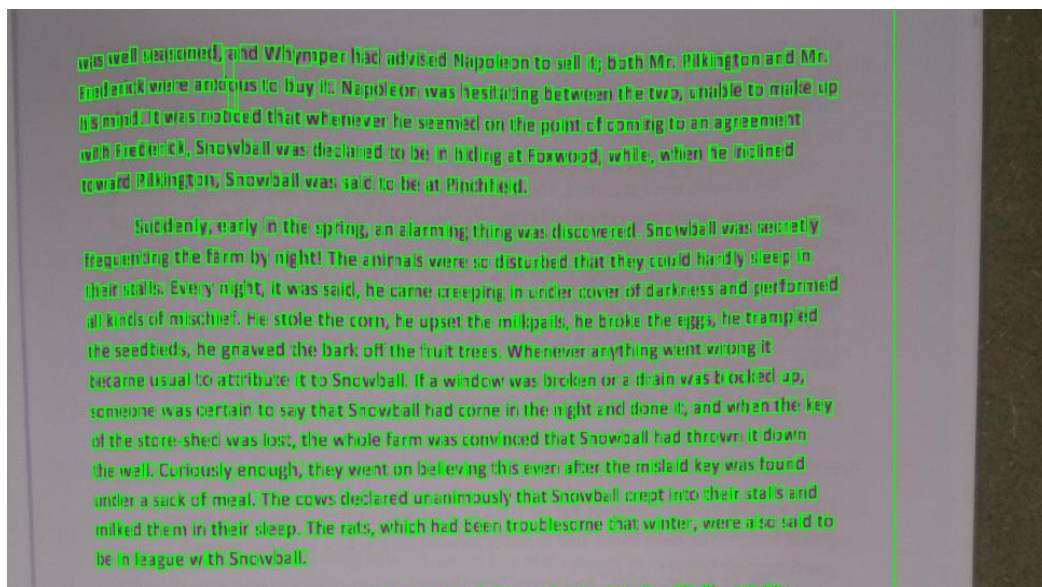 was well seasoned, and Whymper had advised Napoleon to sell it; both Mr. Pilkington and Mr.
Frederick were anxious to buy it. Napoleon was hesitating between the two, unable to make up
his mind. It was noticed that whenever he seemed on the point of coming to an agreement
with Frederick, Snowball was declared to be in hiding at Foxwood, while, when he inclined
toward Pilkington, Snowball was said to be at Pinchfield.
Suddenly, early in the spring, an alarming thing was discovered. Snowball was secretly
frequenting the farm by night! The animals were so disturbed that they could hardly sleep in
their stalls. Every night, it was said, he came creeping in under cover of darkness and performed
all kinds of mischief. He stole the corn, he upset the milkpails, he broke the eggs, he trampled
the seedbeds, he gnawed the bark off the fruit trees. Whenever anything went wrong it
became usual to attribute it to Snowball. If a window was broken or a drain was blocked up,
someone was certain to say that Snowball had come in the night and done it, and when the key
of the store-shed was lost, the whole farm was convinced that Snowball had thrown it down
the well. Curiously enough, they went on believing this even after the mislaid key was found
under a sack of meal. The cows declared unanimously that Snowball crept into their stalls and
milked them in their sleep. The rats, which had been troublesome that winter, were also said to
be in league with Snowball.